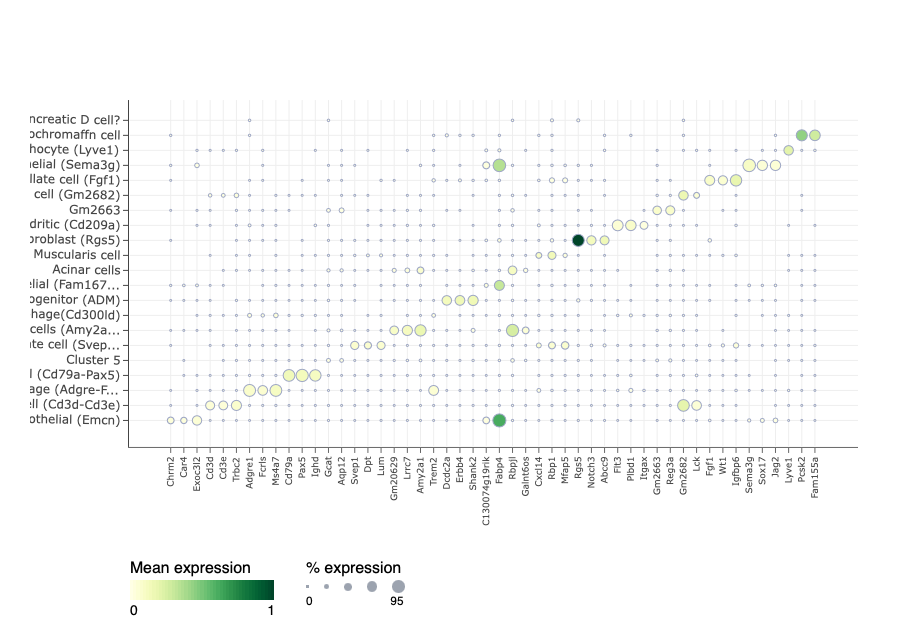 ncreatic D cell?
ochromaffn cell
hocyte (Lyve1)
helial (Sema3g)
llate cell (Fgf1)
cell (Gm2682)
Gm2663
dritic (Cd209a)
broblast (Rgs5)
Muscularis cell
Acinar cells
elial (Fam167...
ogenitor (ADM)
hage(Cd300ld)
cells (Amy2a...
ate cell (Svep...
Cluster 5
l (Cd79a-Pax5)
age (Adgre-F...
ell (Cd3d-Cd3e)
othelial (Emcn)
Chrm2
Car4
Exoc3l2
Cd3d
Cd3e
Trbc2
Adgre1
Fcrls
Ms4a7
Cd79a
Pax5
Ighd
Gcat
Aqp12
Svep1
Dpt
Lum
Gm20629
Lrrc7
Amy2a1
Trem2
Dcdc2a
Erbb4
Shank2
C130074g19rik
Fabp4
Rbpjl
Galnt6os
Cxcl14
Rbp1
Mfap5
Rgs5
Notch3
Abcc9
Flt3
Plbd1
Itgax
Gm2663
Reg3a
Gm2682
Lck
Fgf1
Wt1
Igfbp6
Sema3g
Sox17
Jag2
Lyve1
Pcsk2
Fam155a
Mean expression
0 1
% expression
0 95